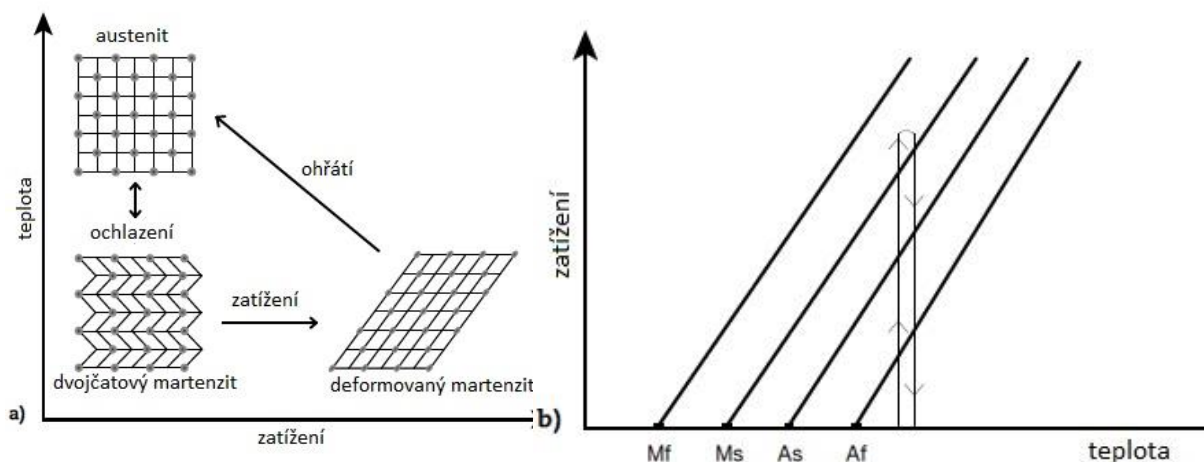 austenit
teplota
ohřátí
ochlazení
zatížení
dvojčatový martenzit
deformovaný martenzit
a)
zatížení
zatížení
b)
Mf Ms As Af
teplota